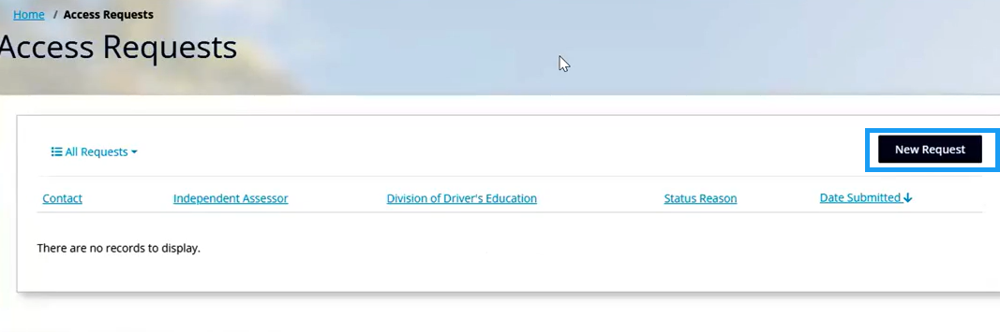 Home / Access Requests
Access Requests
All Requests
New Request
Contact Independent Assessor Division of Driver's Education Status Reason Date Submitted
There are no records to display.